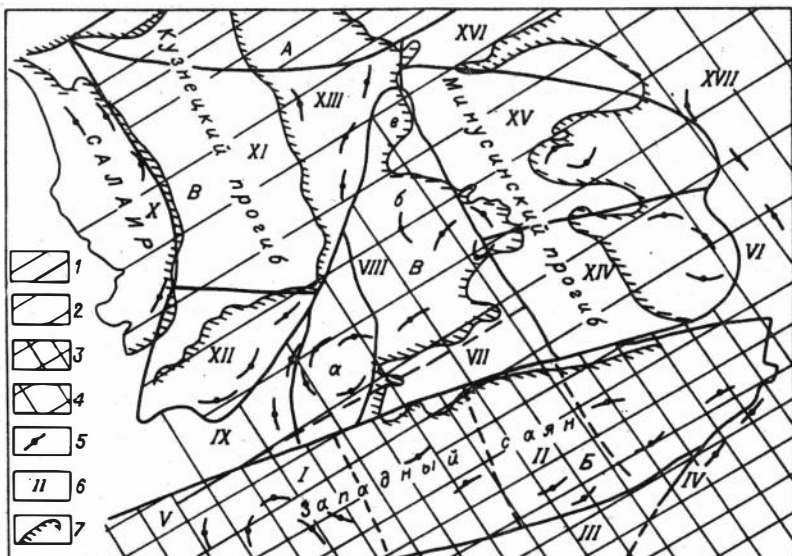 А
XVI
Кузнецкий прогиб
XIII
Минусинский прогиб
XVII
XV
САЛАИР
XI
X
В
в
б
VI
VIII
В
XIV
XII
а
VII
IX
I
Западный саян
II
Б
IV
V
III
1
2
3
4
5
II 6
7